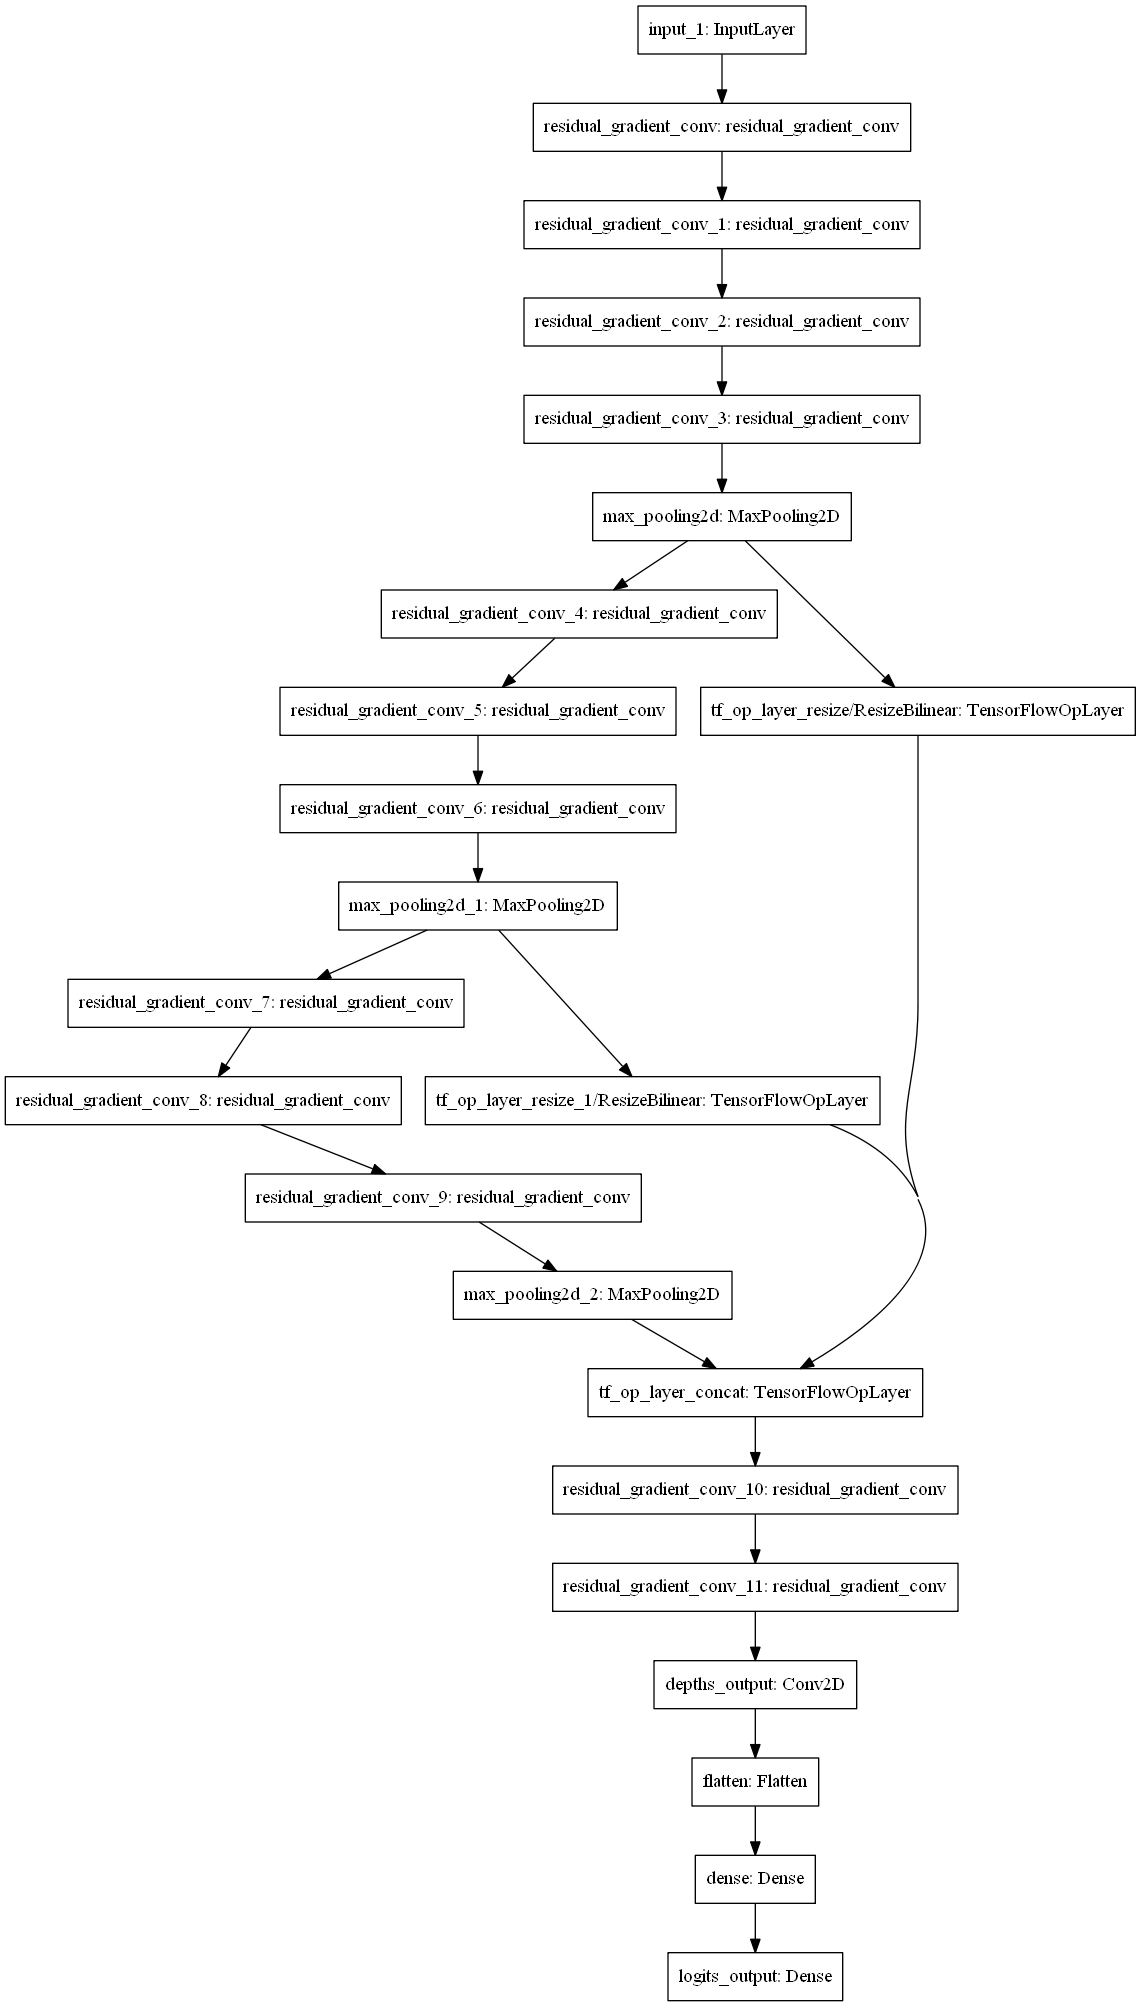 input_1: InputLayer
residual_gradient_conv: residual_gradient_conv
residual_gradient_conv_1: residual_gradient_conv
residual_gradient_conv_2: residual_gradient_conv
residual_gradient_conv_3: residual_gradient_conv
max_pooling2d: MaxPooling2D
residual_gradient_conv_4: residual_gradient_conv
residual_gradient_conv_5: residual_gradient_conv
tf_op_layer_resize/ResizeBilinear: TensorFlowOpLayer
residual_gradient_conv_6: residual_gradient_conv
max_pooling2d_1: MaxPooling2D
residual_gradient_conv_7: residual_gradient_conv
residual_gradient_conv_8: residual_gradient_conv
tf_op_layer_resize_1/ResizeBilinear: TensorFlowOpLayer
residual_gradient_conv_9: residual_gradient_conv
max_pooling2d_2: MaxPooling2D
tf_op_layer_concat: TensorFlowOpLayer
residual_gradient_conv_10: residual_gradient_conv
residual_gradient_conv_11: residual_gradient_conv
depths_output: Conv2D
flatten: Flatten
dense: Dense
logits_output: Dense